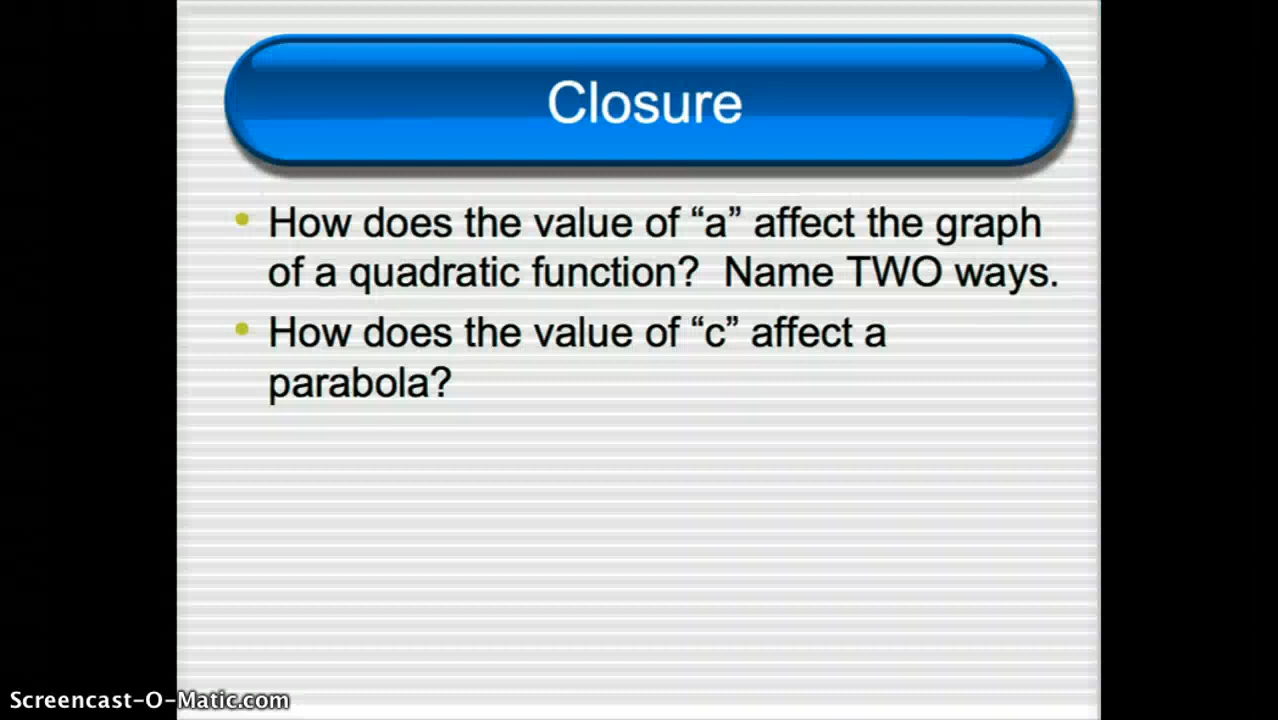 Closure
• How does the value of “a” affect the graph
of a quadratic function?  Name TWO ways.
• How does the value of “c” affect a
parabola?
Screencast-O-Matic.com